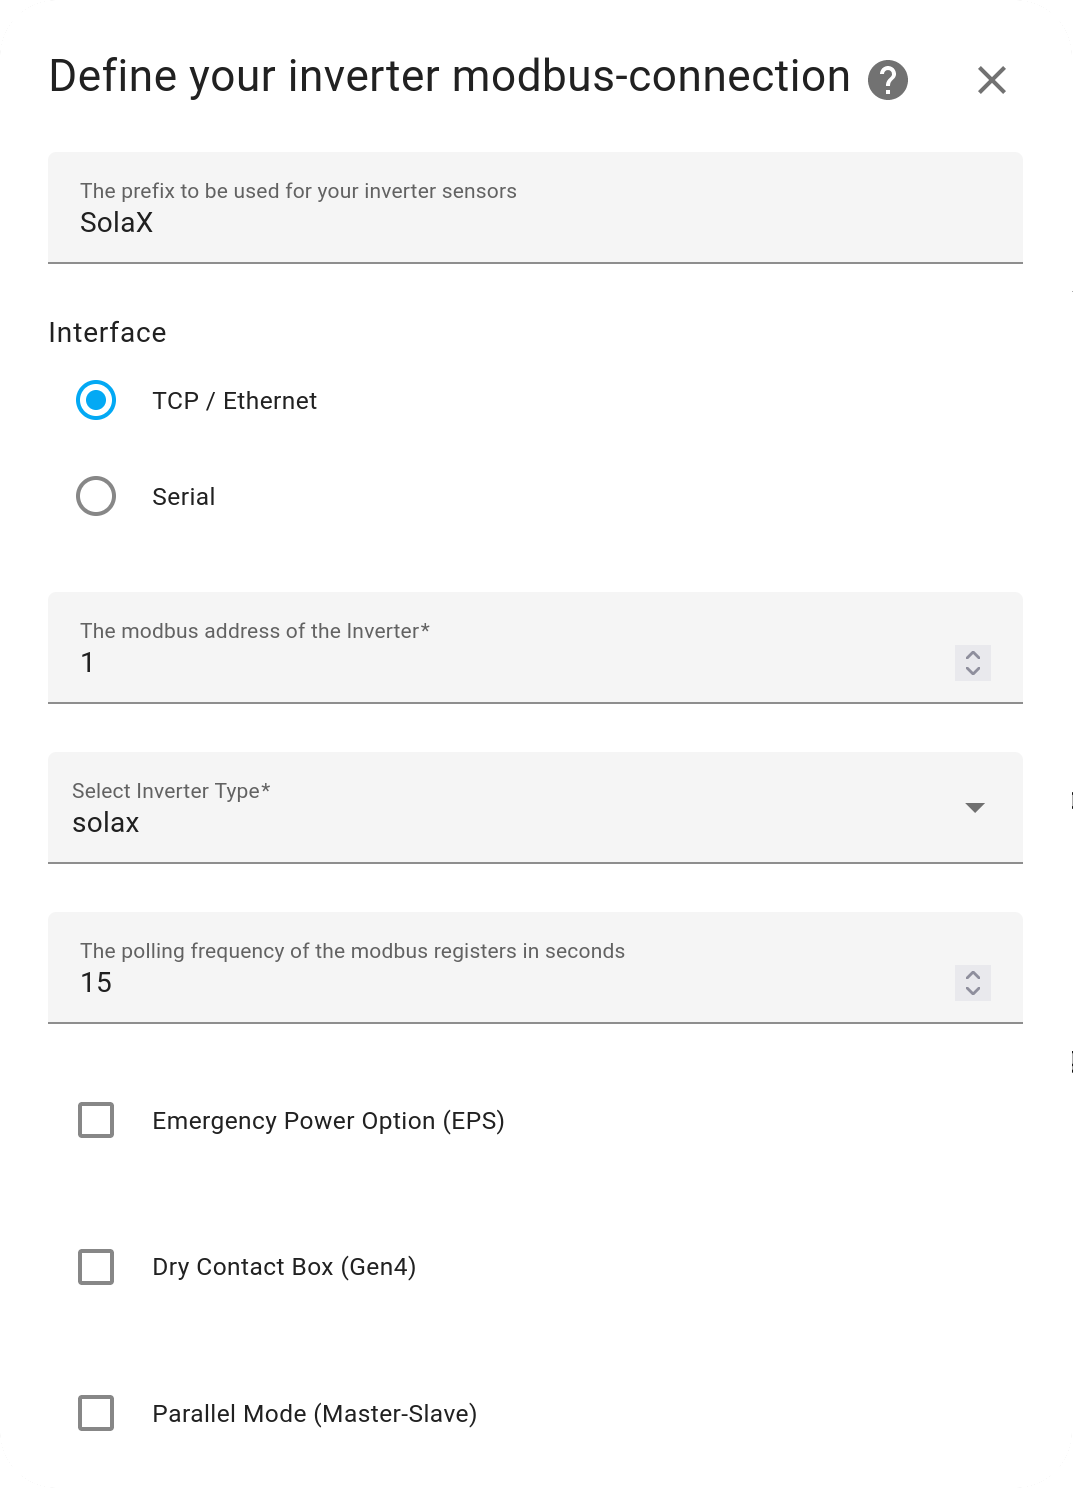 Define your inverter modbus-connection
The prefix to be used for your inverter sensors
SolaX
Interface
TCP / Ethernet
Serial
The modbus address of the Inverter*
1
Select Inverter Type*
solax
The polling frequency of the modbus registers in seconds
15
Emergency Power Option (EPS)
Dry Contact Box (Gen4)
Parallel Mode (Master-Slave)